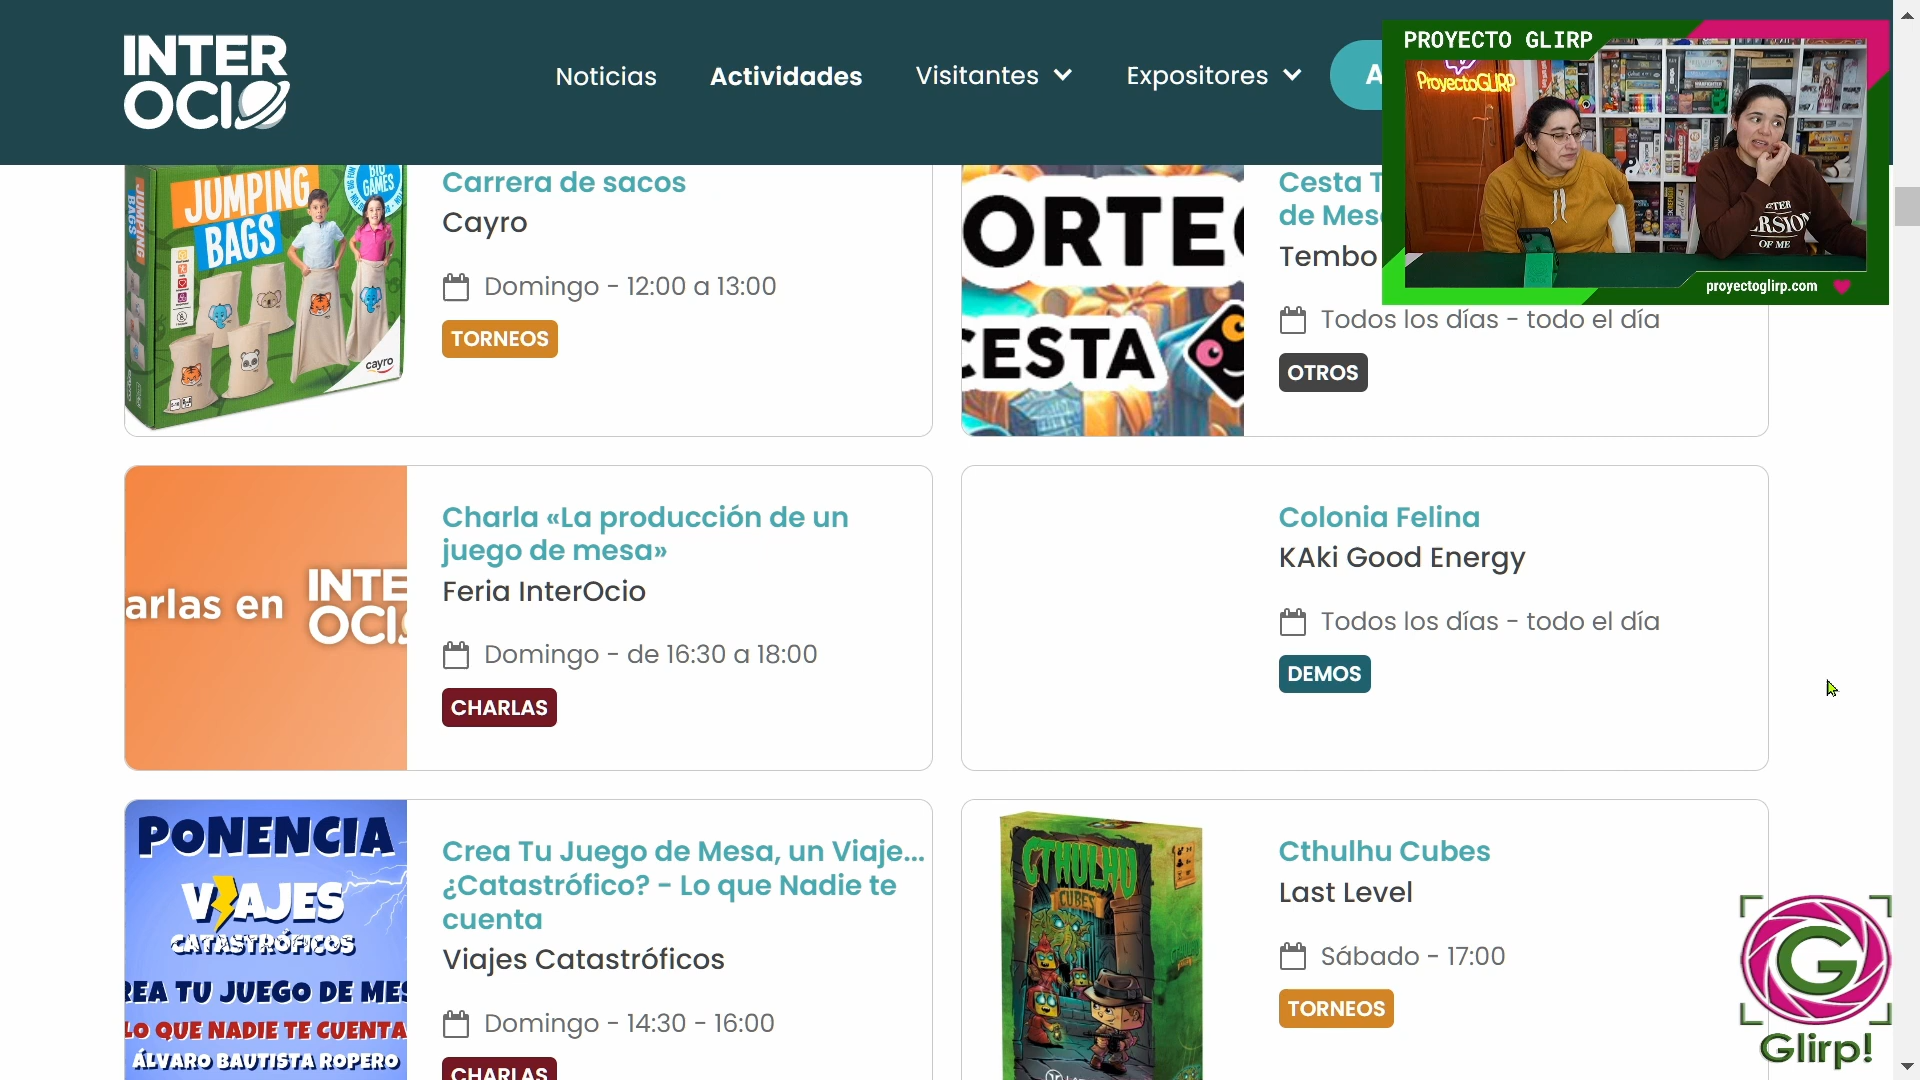 INTER
OCIO
Noticias
Actividades
Visitantes
Expositores
A
PROYECTO GLIRP
ProyectoGLIRP
OF ME
proyectoglirp.com
JUMPING
BAGS
BIG
GAMES
cayro
Carrera de sacos
Cayro
Domingo - 12:00 a 13:00
TORNEOS
ORTE
CESTA
Cesta T
de Mes
Tembo
Todos los días - todo el día
OTROS
arlas en
INTE
OCI
Charla «La producción de un
juego de mesa»
Feria InterOcio
Domingo - de 16:30 a 18:00
CHARLAS
Colonia Felina
KAki Good Energy
Todos los días - todo el día
DEMOS
PONENCIA
VIAJES
CATASTRÓFICOS
REA TU JUEGO DE MES
LO QUE NADIE TE CUENTA
ÁLVARO BAUTISTA ROPERO
Crea Tu Juego de Mesa, un Viaje...
¿Catastrófico? - Lo que Nadie te
cuenta
Viajes Catastróficos
Domingo - 14:30 - 16:00
CHARLAS
CTHULHU
CUBES
Cthulhu Cubes
Last Level
Sábado - 17:00
TORNEOS
G
Glirp!